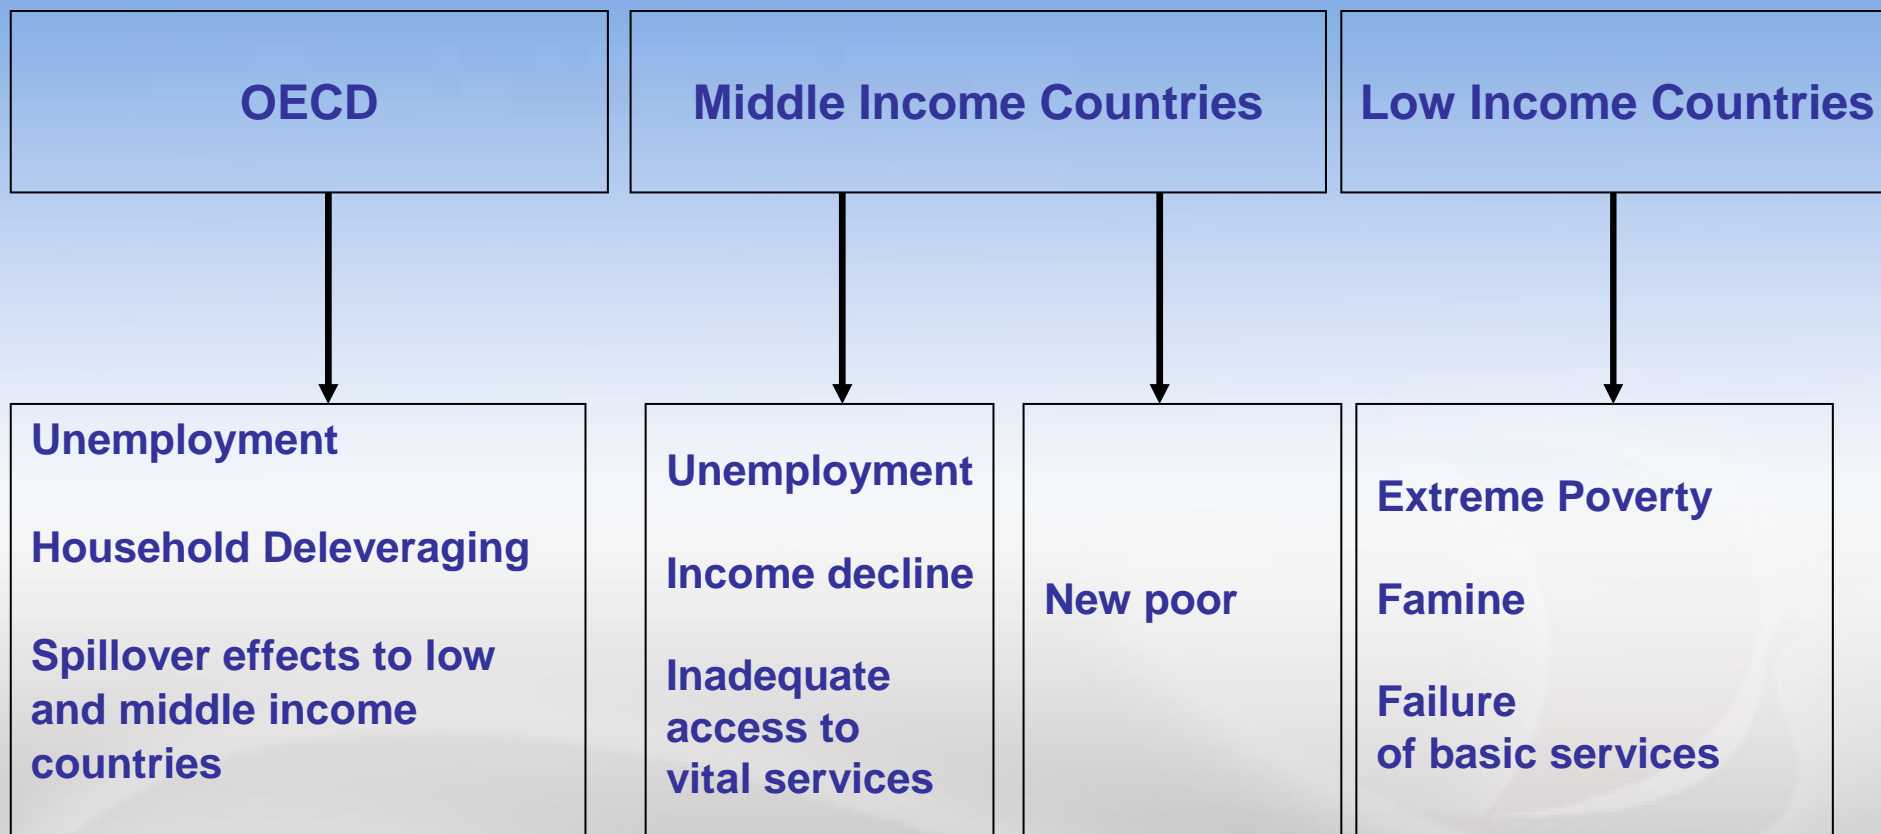 OECD
Middle Income Countries
Low Income Countries
Unemployment
Household Deleveraging
Spillover effects to low
and middle income
countries
Unemployment
Income decline
Inadequate
access to
vital services
New poor
Extreme Poverty
Famine
Failure
of basic services